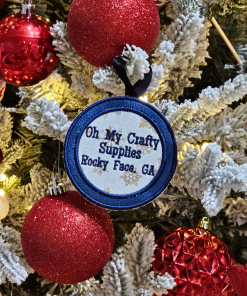 Oh My Crafty
Supplies
Rocky Face, GA